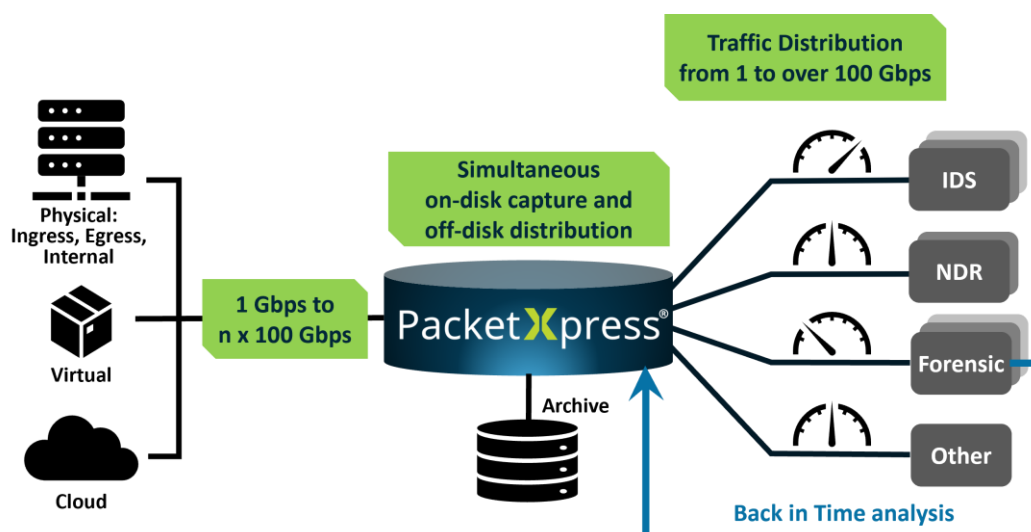 Traffic Distribution
from 1 to over 100 Gbps
Simultaneous
on-disk capture and
off-disk distribution
Physical:
Ingress, Egress,
Internal
Virtual
Cloud
1 Gbps to
n x 100 Gbps
PacketXpress®
Archive
IDS
NDR
Forensic
Other
Back in Time analysis